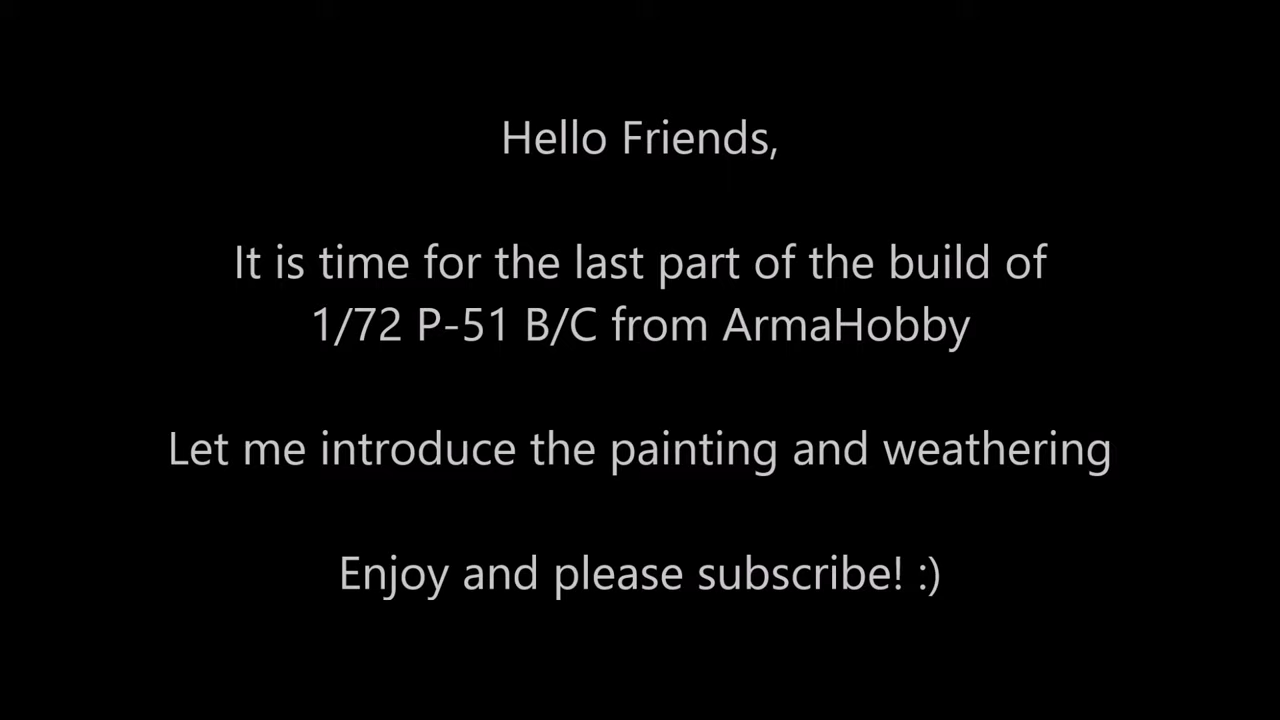 Hello Friends,
It is time for the last part of the build of
1/72 P-51 B/C from ArmaHobby
Let me introduce the painting and weathering
Enjoy and please subscribe! :)